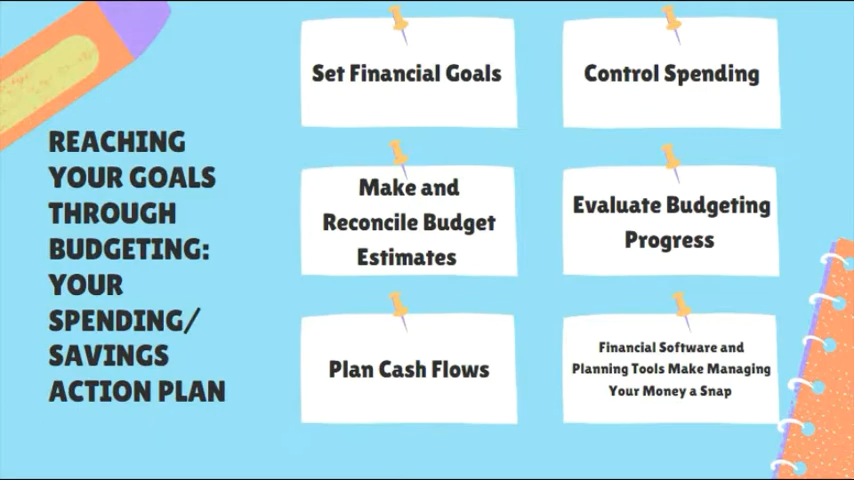 REACHING
YOUR GOALS
THROUGH
BUDGETING:
YOUR
SPENDING/
SAVINGS
ACTION PLAN
Set Financial Goals
Control Spending
Make and
Reconcile Budget
Estimates
Evaluate Budgeting
Progress
Plan Cash Flows
Financial Software and
Planning Tools Make Managing
Your Money a Snap